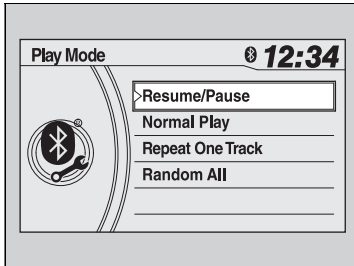 Play Mode
12:34
Resume/Pause
Normal Play
Repeat One Track
Random All